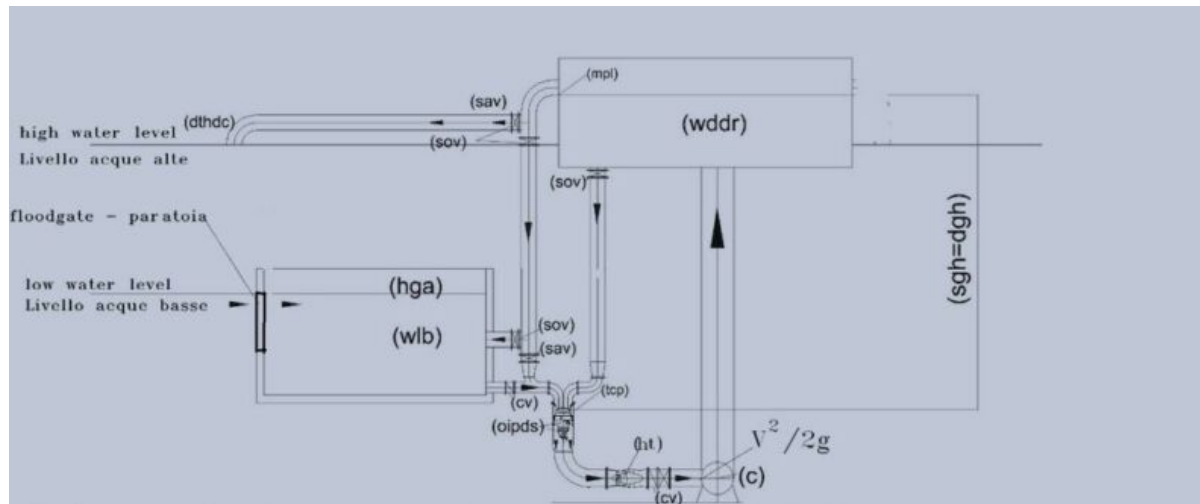 (mpl)
(sav)
(dthdc)
(wddr)
high water level
(sov)
Livello acque alte
(sov)
floodgate - paratoia
(sgh=dgh)
low water level
(hga)
Livello acque basse
(sov)
(wlb)
(sav)
(cv)
(tcp)
(oipds)
(ht)
V²/2g
(c)
(cv)